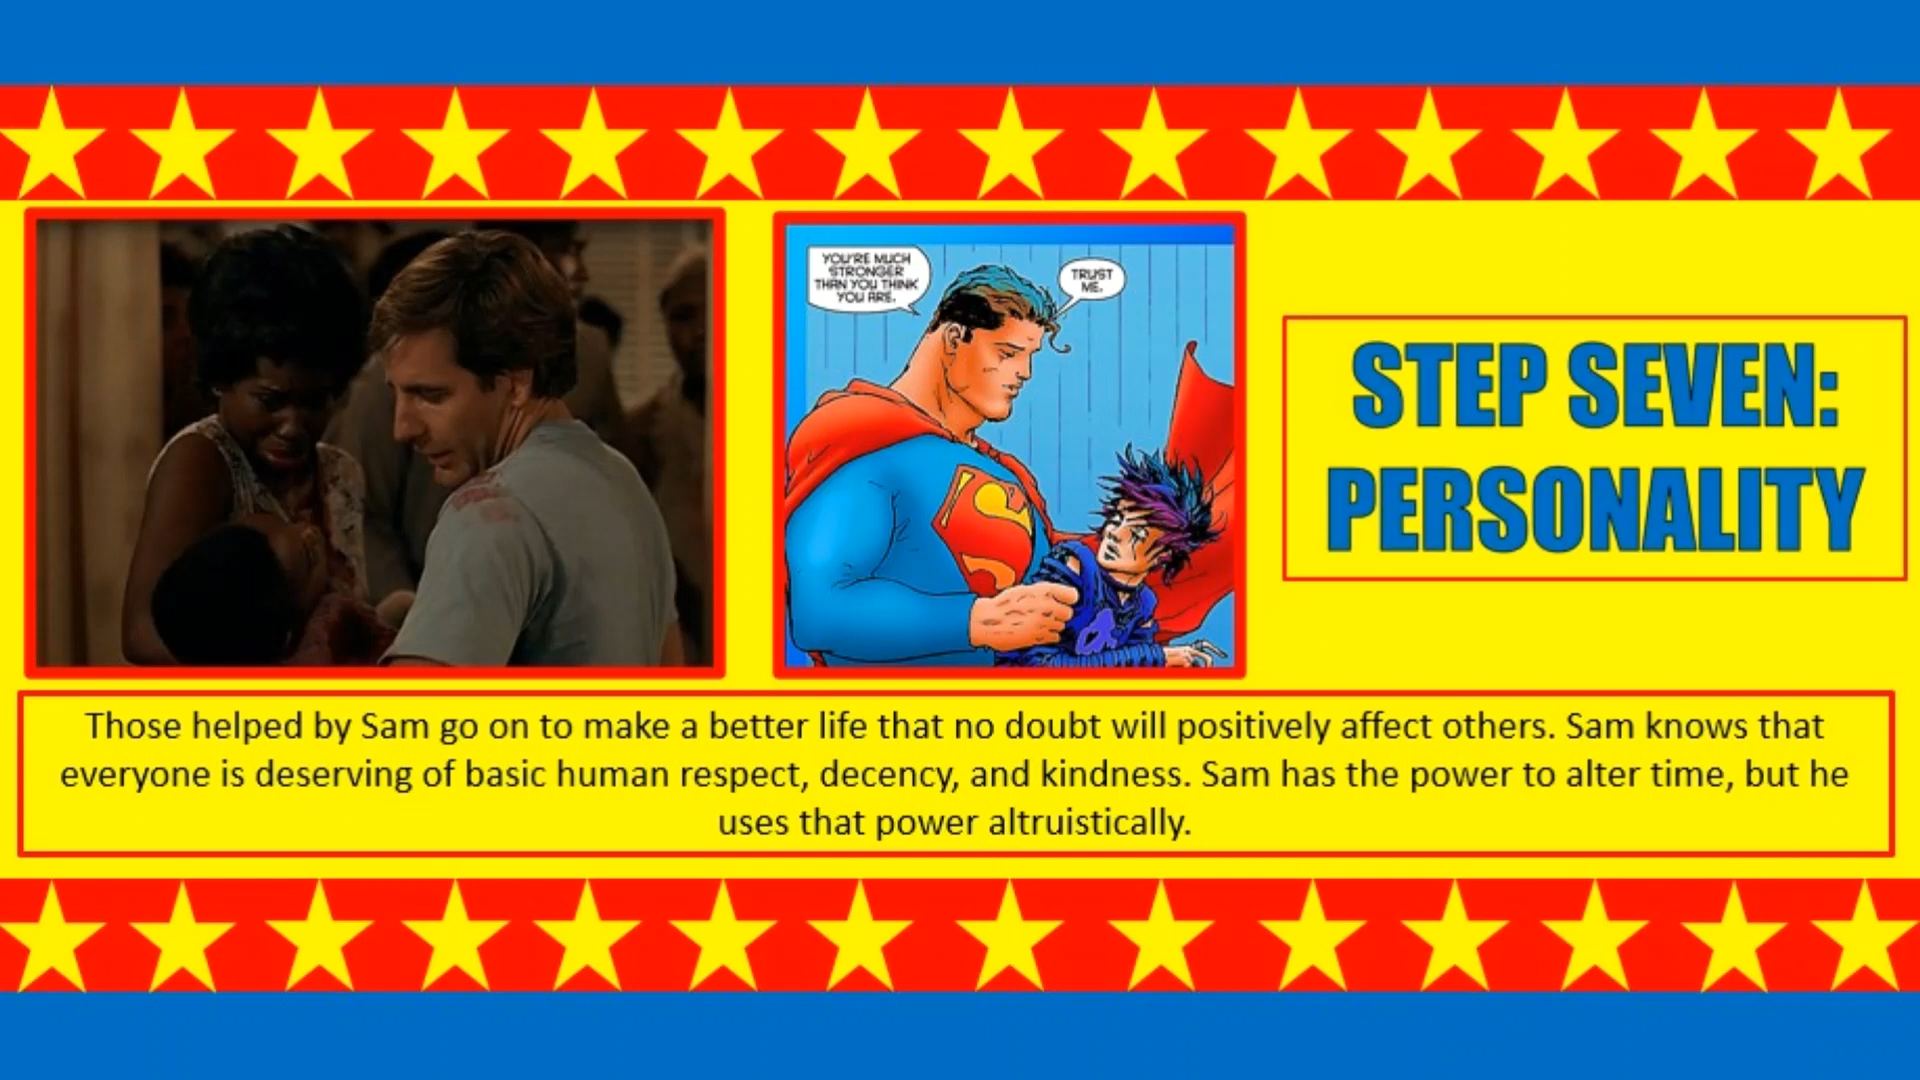 YOU'RE MUCH
STRONGER
THAN YOU THINK
YOU ARE.
TRUST
ME.
STEP SEVEN:
PERSONALITY
Those helped by Sam go on to make a better life that no doubt will positively affect others. Sam knows that
everyone is deserving of basic human respect, decency, and kindness. Sam has the power to alter time, but he
uses that power altruistically.